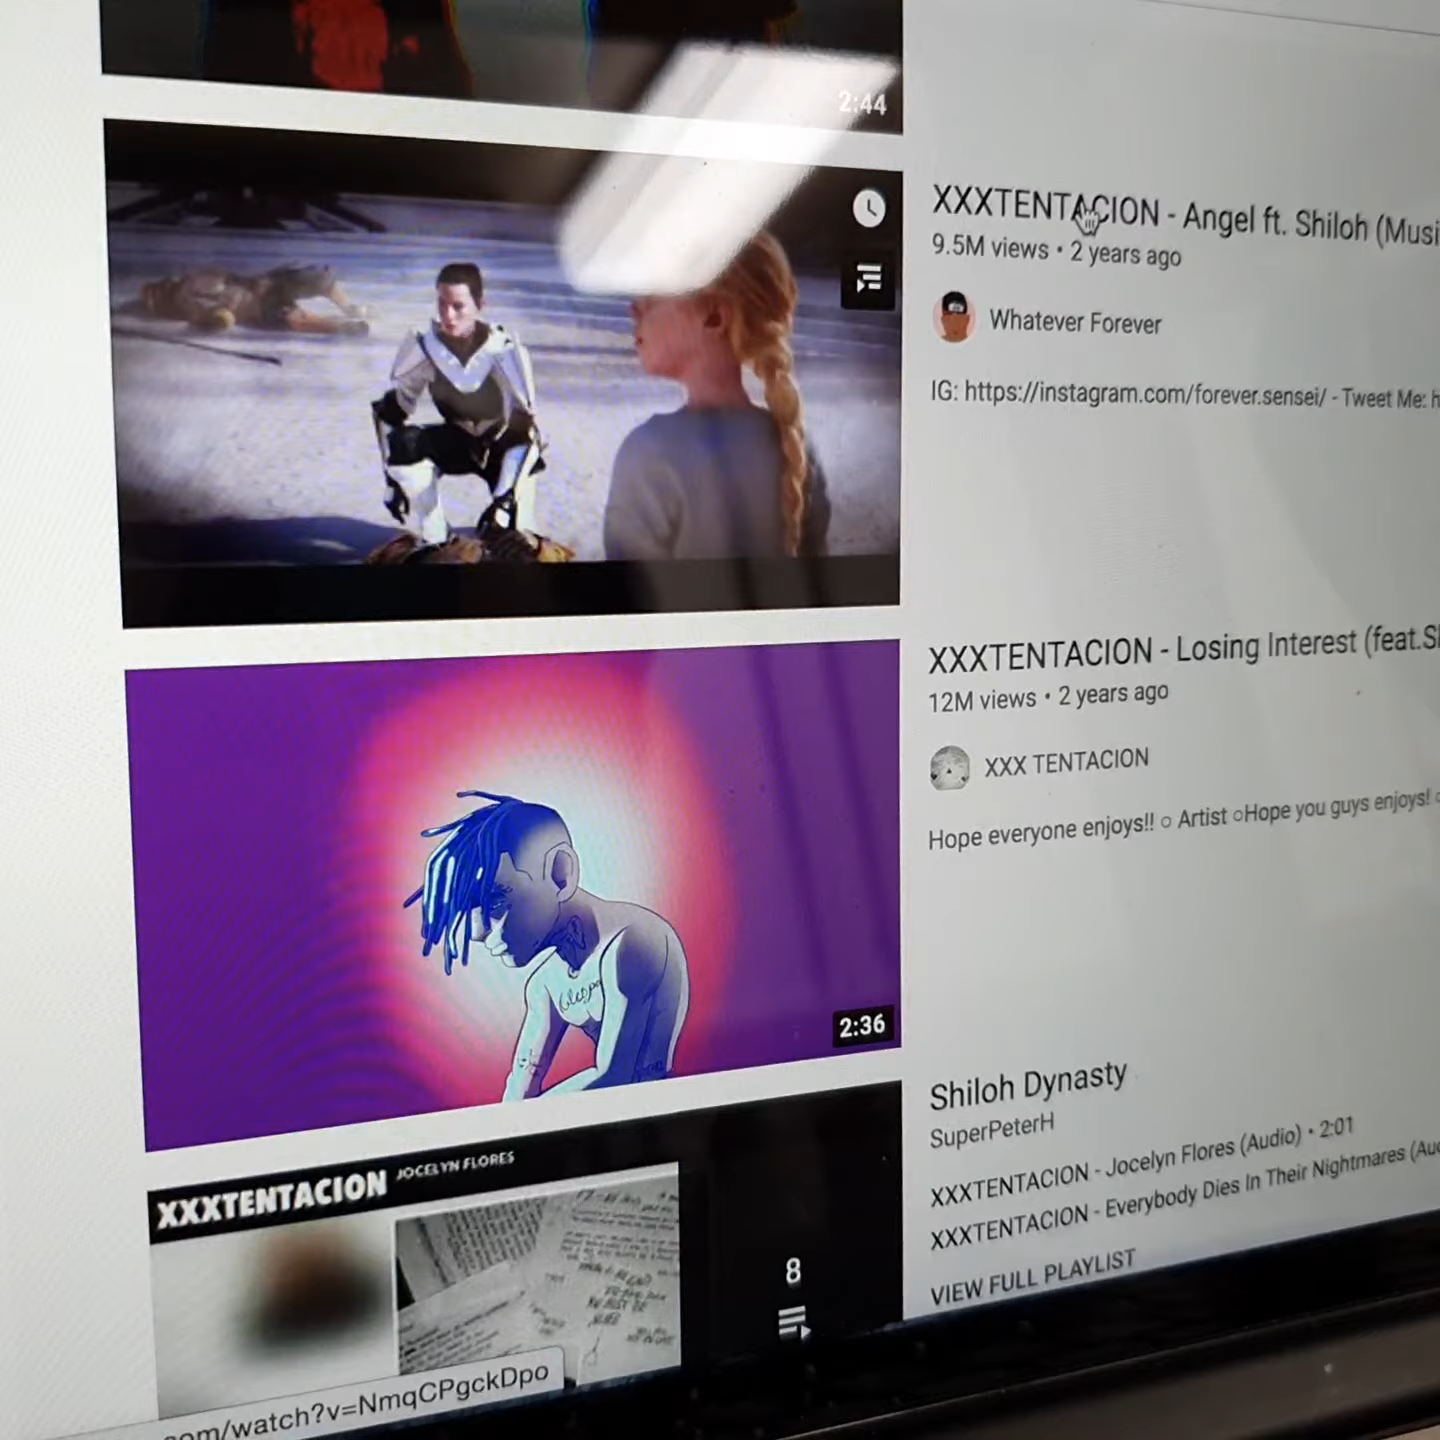 2:44
XXXTENTACION - Angel ft. Shiloh (Musi
9.5M views • 2 years ago
Whatever Forever
IG: https://instagram.com/forever.sensei/ - Tweet Me: h
XXXTENTACION - Losing Interest (feat.S
12M views • 2 years ago
XXX TENTACION
Hope everyone enjoys!! ○ Artist ○Hope you guys enjoys!
2:36
Shiloh Dynasty
SuperPeterH
XXXTENTACION - Jocelyn Flores (Audio) • 2:01
XXXTENTACION - Everybody Dies In Their Nightmares (Au
VIEW FULL PLAYLIST
XXXTENTACION JOCELYN FLORES
8
com/watch?v=NmqCPgckDpo